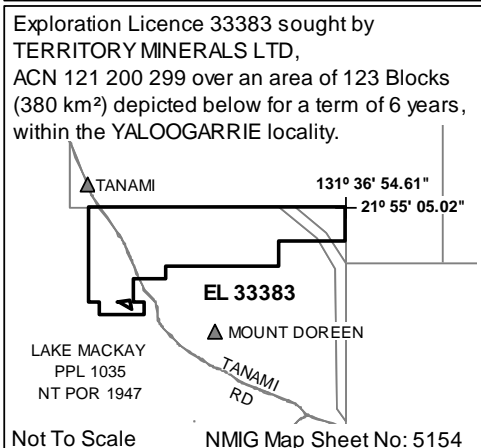 Exploration Licence 33383 sought by
TERRITORY MINERALS LTD,
ACN 121 200 299 over an area of 123 Blocks
(380 km²) depicted below for a term of 6 years,
within the YALOOGARRIE locality.
TANAMI
131º 36' 54.61"
21º 55' 05.02"
EL 33383
MOUNT DOREEN
LAKE MACKAY
PPL 1035
NT POR 1947
TANAMI
RD
Not To Scale
NMIG Map Sheet No: 5154